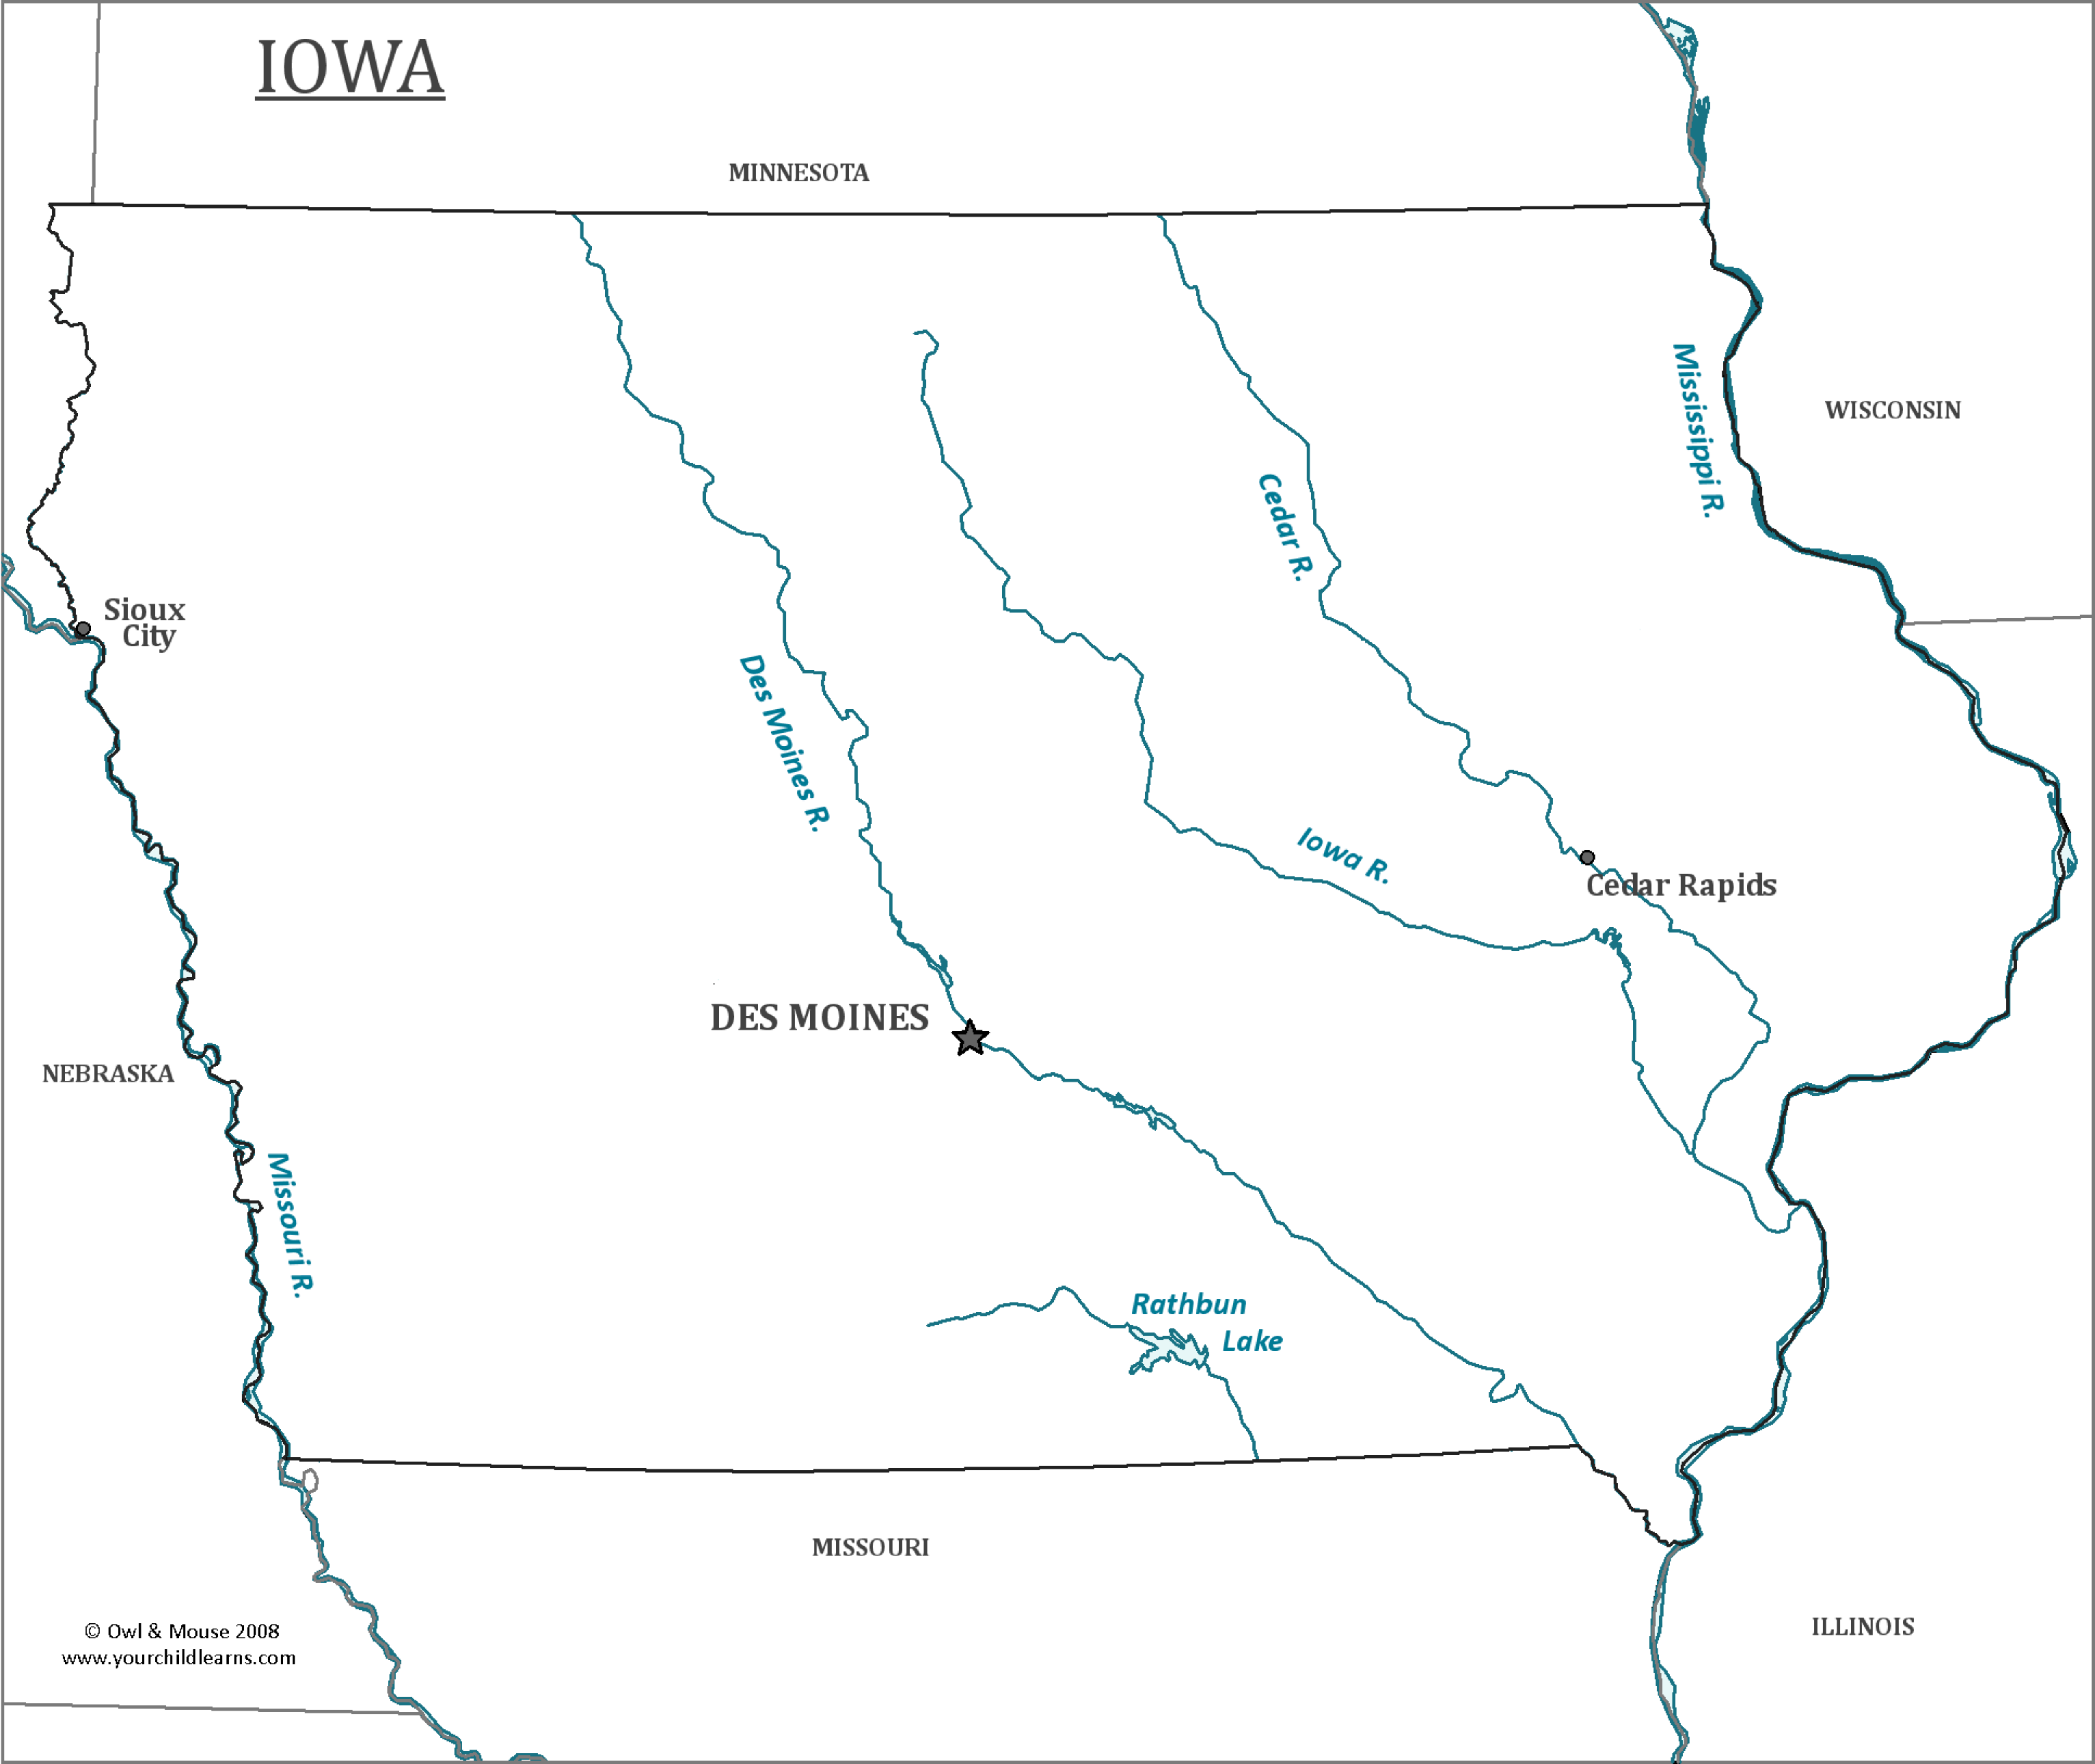 IOWA
MINNESOTA
Mississippi R.
WISCONSIN
Cedar R.
Sioux
City
Des Moines R.
Iowa R.
Cedar Rapids
DES MOINES
NEBRASKA
Missouri R.
Rathbun
Lake
MISSOURI
ILLINOIS
© Owl & Mouse 2008
www.yourchildlearns.com